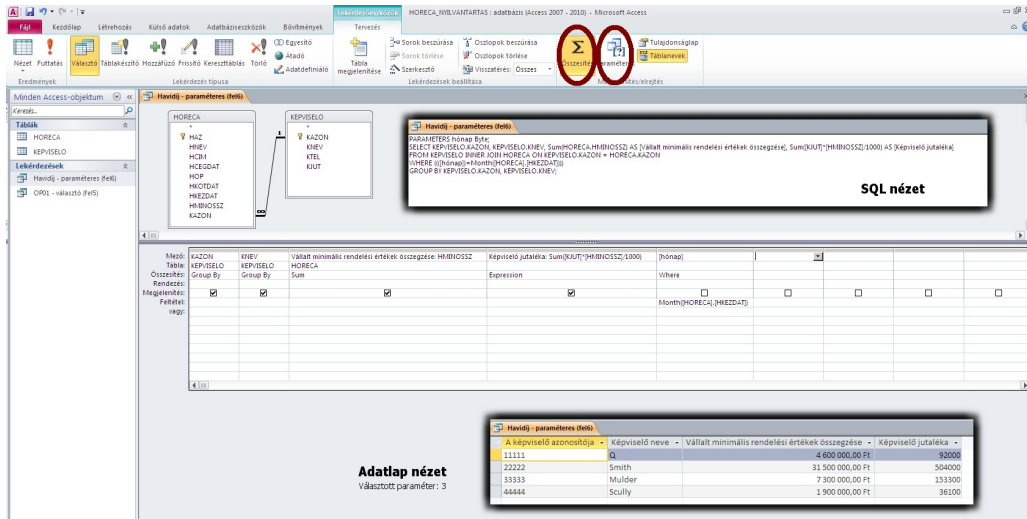 Lekérdezéseszközök HORECA_NYILVANTARTAS : adatbázis (Access 2007 - 2010) - Microsoft Access
Fájl Kezdőlap Létrehozás Külső adatok Adatbáziseszközök Bővítmények Tervezés
Nézet Futtatás Választó Táblakészítő Hozzáfűző Frissítő Kereszttáblás Törlő
Egyesítő
Átadó
Adatdefiniáló
Tábla megjelenítése
Sorok beszúrása
Sorok törlése
Szerkesztő
Oszlopok beszúrása
Oszlopok törlése
Visszatérés: Összes
Összesítés Paraméterek
Tulajdonságlap
Táblanevek
Eredmények Lekérdezés típusa Lekérdezés beállítása Megjelenítés/elrejtés
Minden Access-objektum
Keresés...
Táblák
HORECA
KEPVISELO
Lekérdezések
Havidíj - paraméteres (fel6)
OP01 - választó (fel5)
Havidíj - paraméteres (fel6)
HORECA
*
HAZ
HNEV
HCIM
HCEGDAT
HOP
HKOTDAT
HKEZDAT
HMINOSSZ
KAZON
1
∞
KEPVISELO
*
KAZON
KNEV
KTEL
KJUT
Havidíj - paraméteres (fel6)
PARAMETERS hónap Byte;
SELECT KEPVISELO.KAZON, KEPVISELO.KNEV, Sum(HORECA.HMINOSSZ) AS [Vállalt minimális rendelési értékek összegzése], Sum([KJUT]*[HMINOSSZ]/1000) AS [Képviselő jutaléka]
FROM KEPVISELO INNER JOIN HORECA ON KEPVISELO.KAZON = HORECA.KAZON
WHERE ((([hónap])=Month([HORECA].[HKEZDAT])))
GROUP BY KEPVISELO.KAZON, KEPVISELO.KNEV;
SQL nézet
Mező: KAZON KNEV Vállalt minimális rendelési értékek összegzése: HMINOSSZ Képviselő jutaléka: Sum([KJUT]*[HMINOSSZ]/1000) [hónap]
Tábla: KEPVISELO KEPVISELO HORECA
Összesítés: Group By Group By Sum Expression Where
Rendezés:
Megjelenítés:
Feltétel: Month([HORECA].[HKEZDAT])
vagy:
Havidíj - paraméteres (fel6)
A képviselő azonosítója Képviselő neve Vállalt minimális rendelési értékek összegzése Képviselő jutaléka
11111 Q 4 600 000,00 Ft 92000
22222 Smith 31 500 000,00 Ft 504000
33333 Mulder 7 300 000,00 Ft 153300
44444 Scully 1 900 000,00 Ft 36100
Adatlap nézet
Választott paraméter: 3